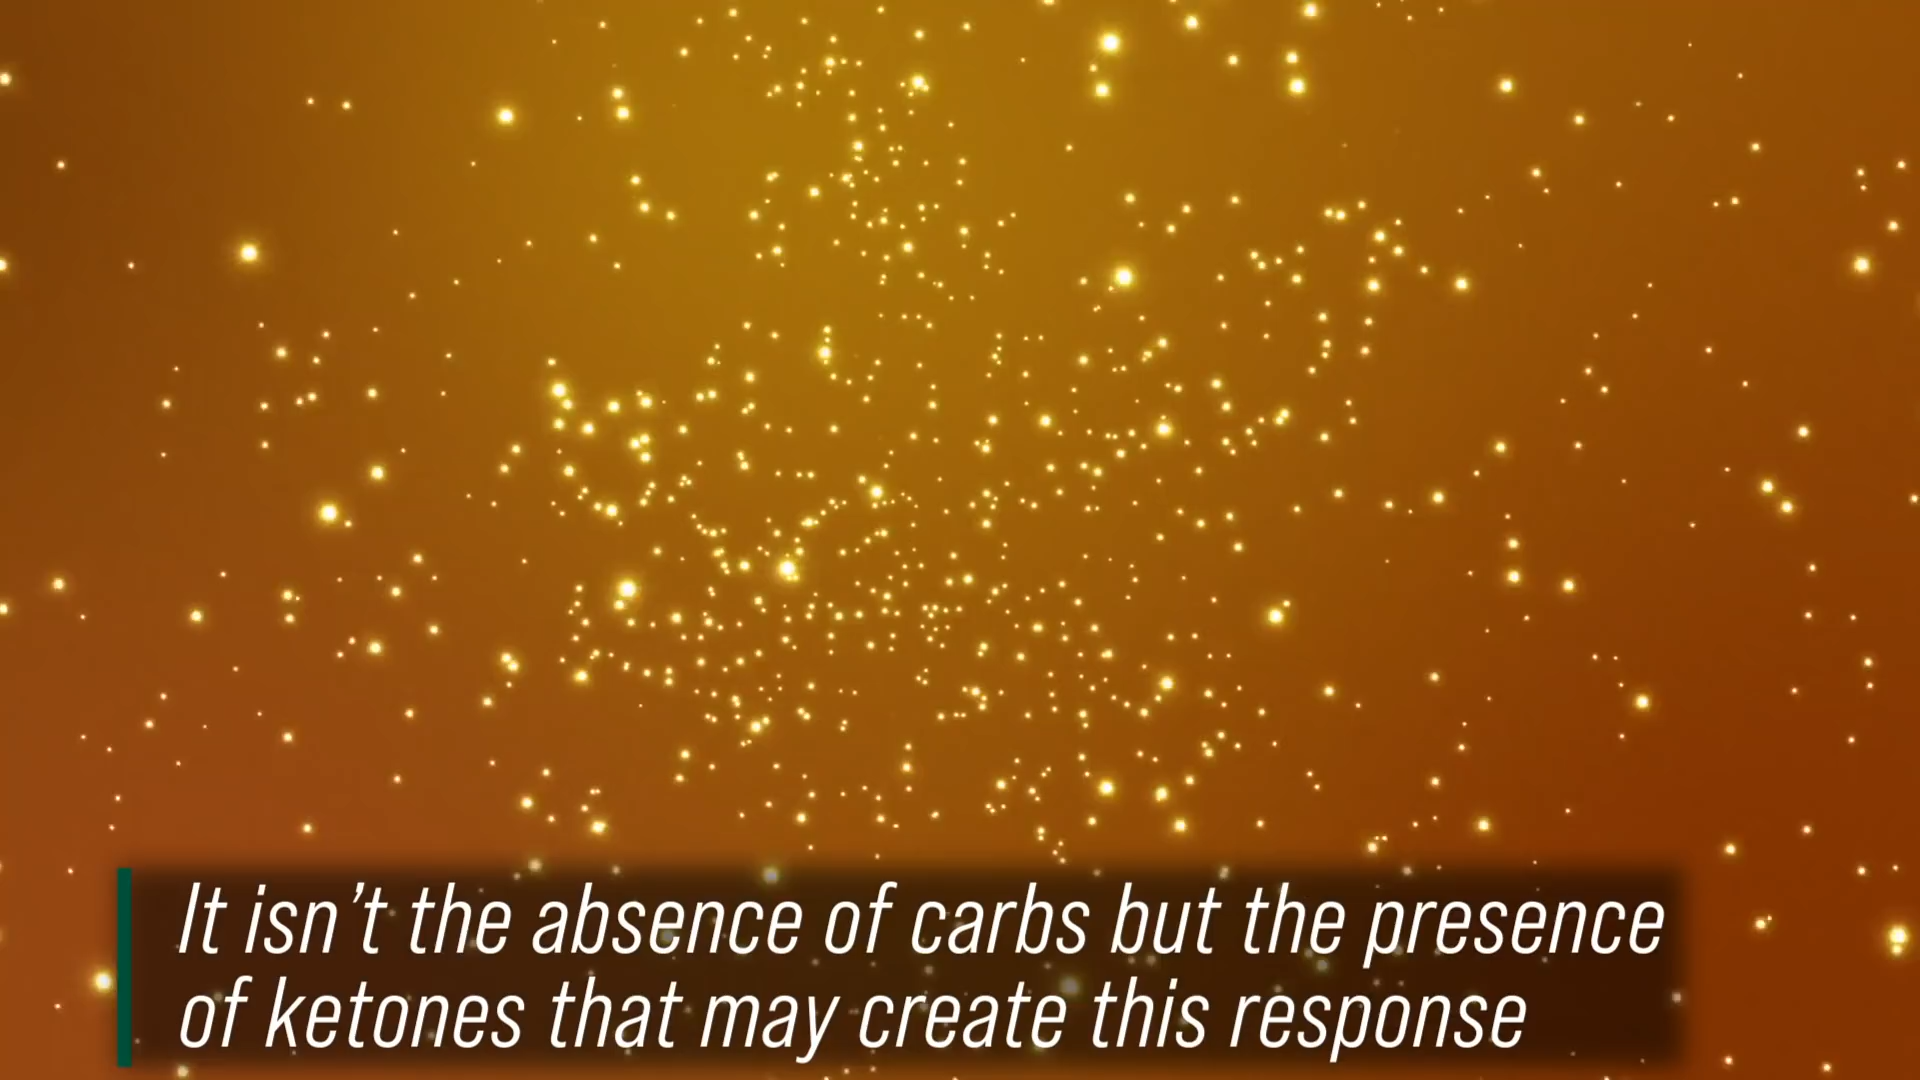 It isn’t the absence of carbs but the presence
of ketones that may create this response